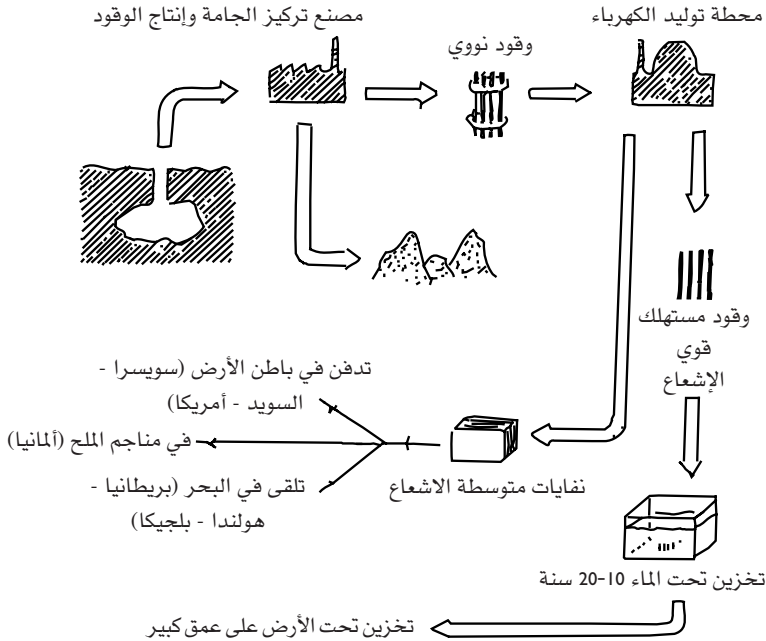 محطة توليد الكهرباء
وقود نووي
مصنع تركيز الجامة وإنتاج الوقود
وقود مستهلك
قوي
الإشعاع
تدفن في باطن الأرض (سويسرا -
السويد - أمريكا)
في مناجم الملح (ألمانيا)
تلقى في البحر (بريطانيا -
هولندا - بلجيكا)
نفايات متوسطة الاشعاع
تخزين تحت الماء 10-20 سنة
تخزين تحت الأرض على عمق كبير